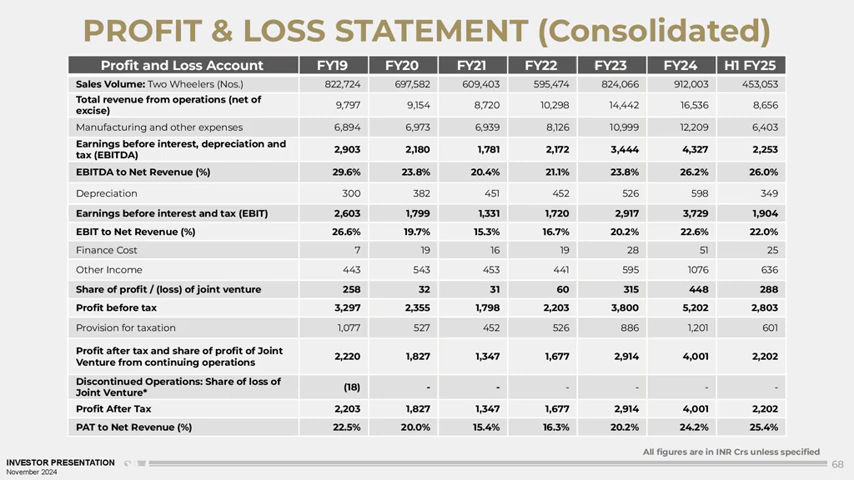 PROFIT & LOSS STATEMENT (Consolidated)
Profit and Loss Account FY19 FY20 FY21 FY22 FY23 FY24 H1 FY25
Sales Volume: Two Wheelers (Nos.) 822,724 697,582 609,403 595,474 824,066 912,003 453,053
Total revenue from operations (net of
excise) 9,797 9,154 8,720 10,298 14,442 16,536 8,656
Manufacturing and other expenses 6,894 6,973 6,939 8,126 10,999 12,209 6,403
Earnings before interest, depreciation and
tax (EBITDA) 2,903 2,180 1,781 2,172 3,444 4,327 2,253
EBITDA to Net Revenue (%) 29.6% 23.8% 20.4% 21.1% 23.8% 26.2% 26.0%
Depreciation 300 382 451 452 526 598 349
Earnings before interest and tax (EBIT) 2,603 1,799 1,331 1,720 2,917 3,729 1,904
EBIT to Net Revenue (%) 26.6% 19.7% 15.3% 16.7% 20.2% 22.6% 22.0%
Finance Cost 7 19 16 19 28 51 25
Other Income 443 543 453 441 595 1076 636
Share of profit / (loss) of joint venture 258 32 31 60 315 448 288
Profit before tax 3,297 2,355 1,798 2,203 3,800 5,202 2,803
Provision for taxation 1,077 527 452 526 886 1,201 601
Profit after tax and share of profit of Joint
Venture from continuing operations 2,220 1,827 1,347 1,677 2,914 4,001 2,202
Discontinued Operations: Share of loss of
Joint Venture* (18) - - - - - -
Profit After Tax 2,203 1,827 1,347 1,677 2,914 4,001 2,202
PAT to Net Revenue (%) 22.5% 20.0% 15.4% 16.3% 20.2% 24.2% 25.4%
All figures are in INR Crs unless specified
INVESTOR PRESENTATION
November 2024
68